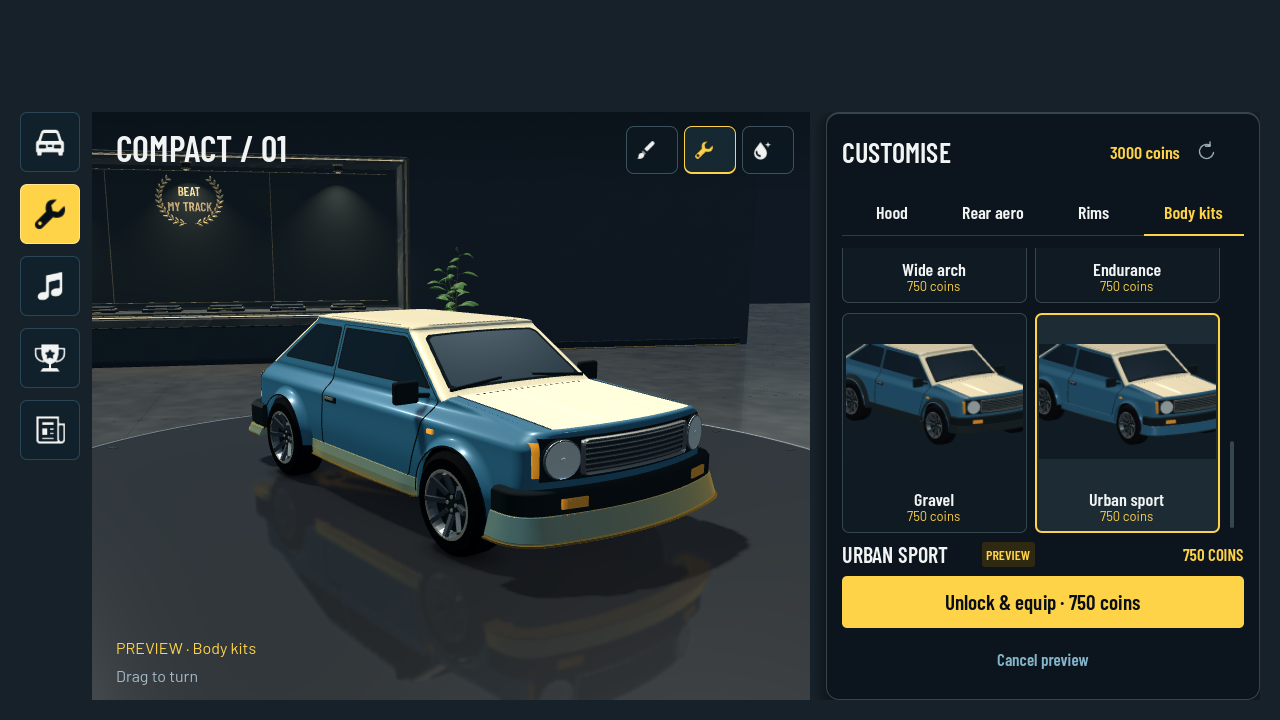 COMPACT / 01
BEAT
MY TRACK
PREVIEW · Body kits
Drag to turn
CUSTOMISE
3000 coins
Hood
Rear aero
Rims
Body kits
Wide arch
750 coins
Endurance
750 coins
Gravel
750 coins
Urban sport
750 coins
URBAN SPORT
PREVIEW
750 COINS
Unlock & equip · 750 coins
Cancel preview